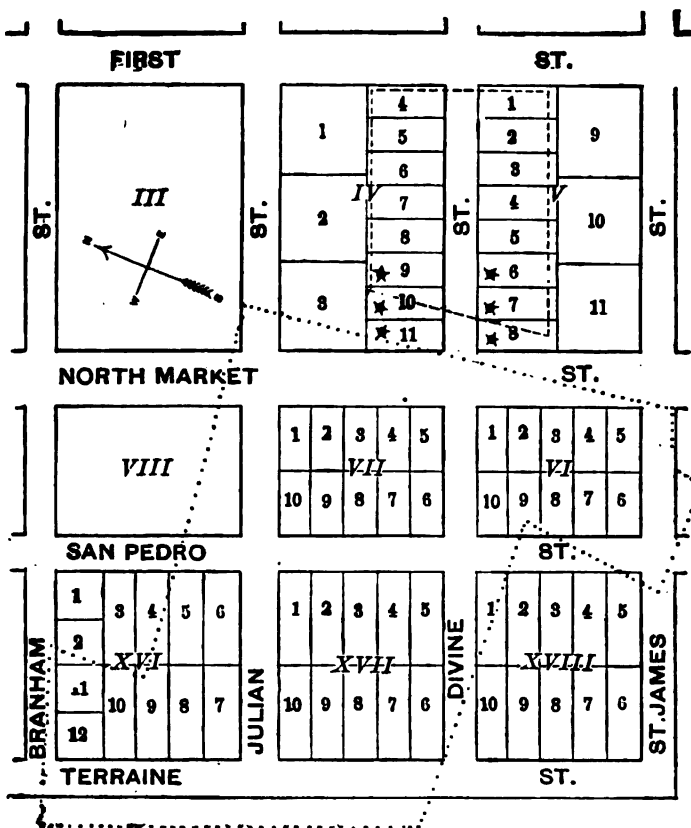 FIRST ST.
III
N
E
W
S
1
2
3
4
5
6
IV 7
8
9
10
11
1
2
3
4 V
5
6
7
8
9
10
11
ST. ST. ST. ST.
NORTH MARKET ST.
VIII
1 2 3 4 5
VII
10 9 8 7 6
1 2 3 4 5
VI
10 9 8 7 6
SAN PEDRO ST.
1
2
3 4 5 6
XVI
11
12
10 9 8 7
1 2 3 4 5
XVII
10 9 8 7 6
1 2 3 4 5
XVIII
10 9 8 7 6
BRANHAM
JULIAN
DIVINE
ST. JAMES
TERRAINE ST.